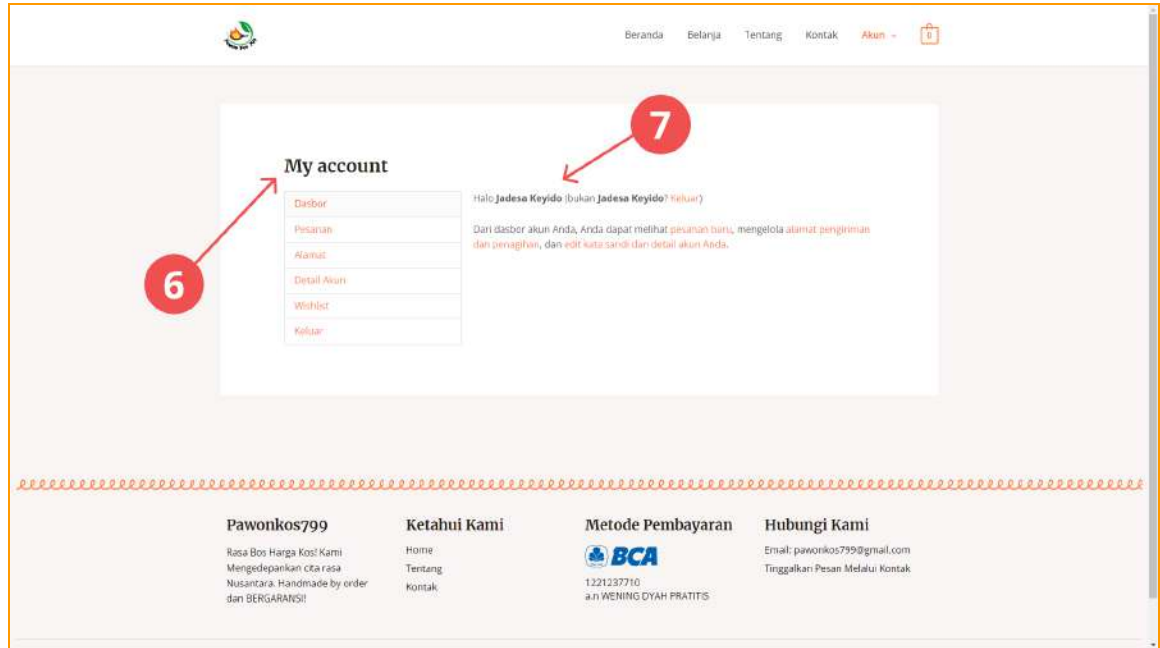 Beranda Belanja Tentang Kontak Akun 0
7
My account
Dasbor
Pesanan
Alamat
Detail Akun
Wishlist
Keluar
6
Halo Jadesa Keyido (bukan Jadesa Keyido? Keluar)
Dari dasbor akun Anda, Anda dapat melihat pesanan baru, mengelola alamat pengiriman
dan penagihan, dan edit kata sandi dan detail akun Anda.
Pawonkos799
Rasa Bos Harga Kos! Kami
Mengedepankan cita rasa
Nusantara. Handmade by order
dan BERGARANSI!
Ketahui Kami
Home
Tentang
Kontak
Metode Pembayaran
BCA
1221237710
a.n WENING DYAH PRATITIS
Hubungi Kami
Email: pawonkos799@gmail.com
Tinggalkan Pesan Melalui Kontak